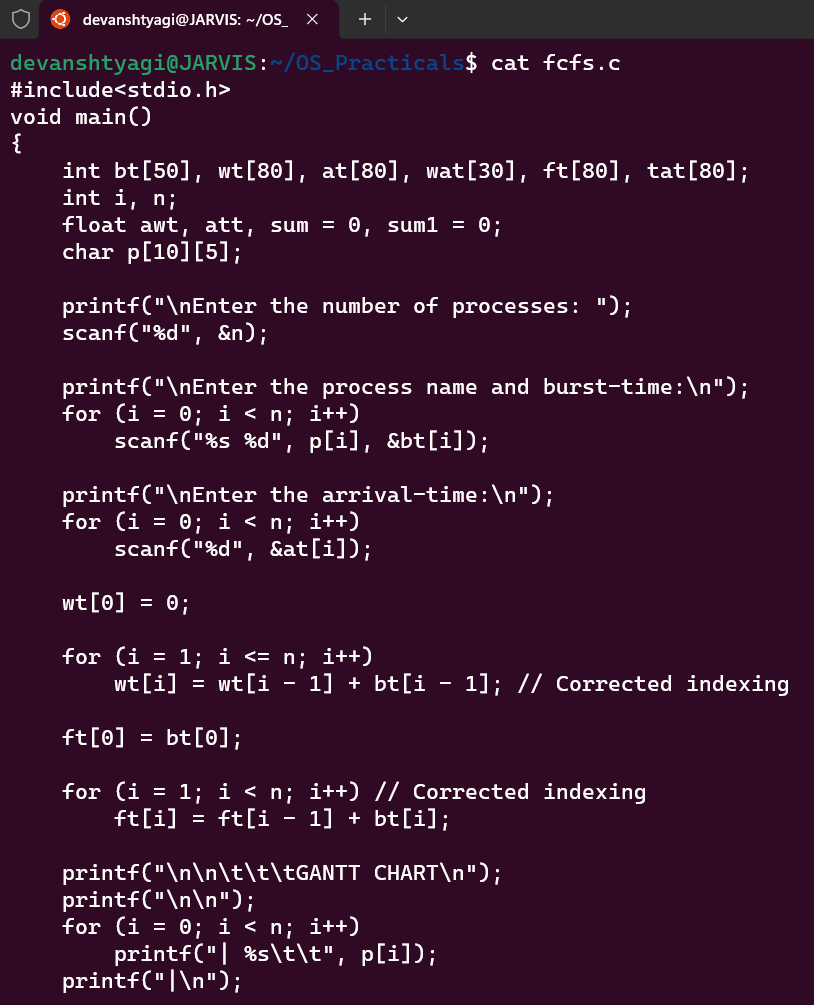 devanshtyagi@JARVIS: ~/OS_
devanshtyagi@JARVIS:~/OS_Practicals$ cat fcfs.c
#include<stdio.h>
void main()
{
    int bt[50], wt[80], at[80], wat[30], ft[80], tat[80];
    int i, n;
    float awt, att, sum = 0, sum1 = 0;
    char p[10][5];

    printf("\nEnter the number of processes: ");
    scanf("%d", &n);

    printf("\nEnter the process name and burst-time:\n");
    for (i = 0; i < n; i++)
        scanf("%s %d", p[i], &bt[i]);

    printf("\nEnter the arrival-time:\n");
    for (i = 0; i < n; i++)
        scanf("%d", &at[i]);

    wt[0] = 0;

    for (i = 1; i <= n; i++)
        wt[i] = wt[i - 1] + bt[i - 1]; // Corrected indexing

    ft[0] = bt[0];

    for (i = 1; i < n; i++) // Corrected indexing
        ft[i] = ft[i - 1] + bt[i];

    printf("\n\n\t\t\tGANTT CHART\n");
    printf("\n\n");
    for (i = 0; i < n; i++)
        printf("| %s\t\t", p[i]);
    printf("|\n");